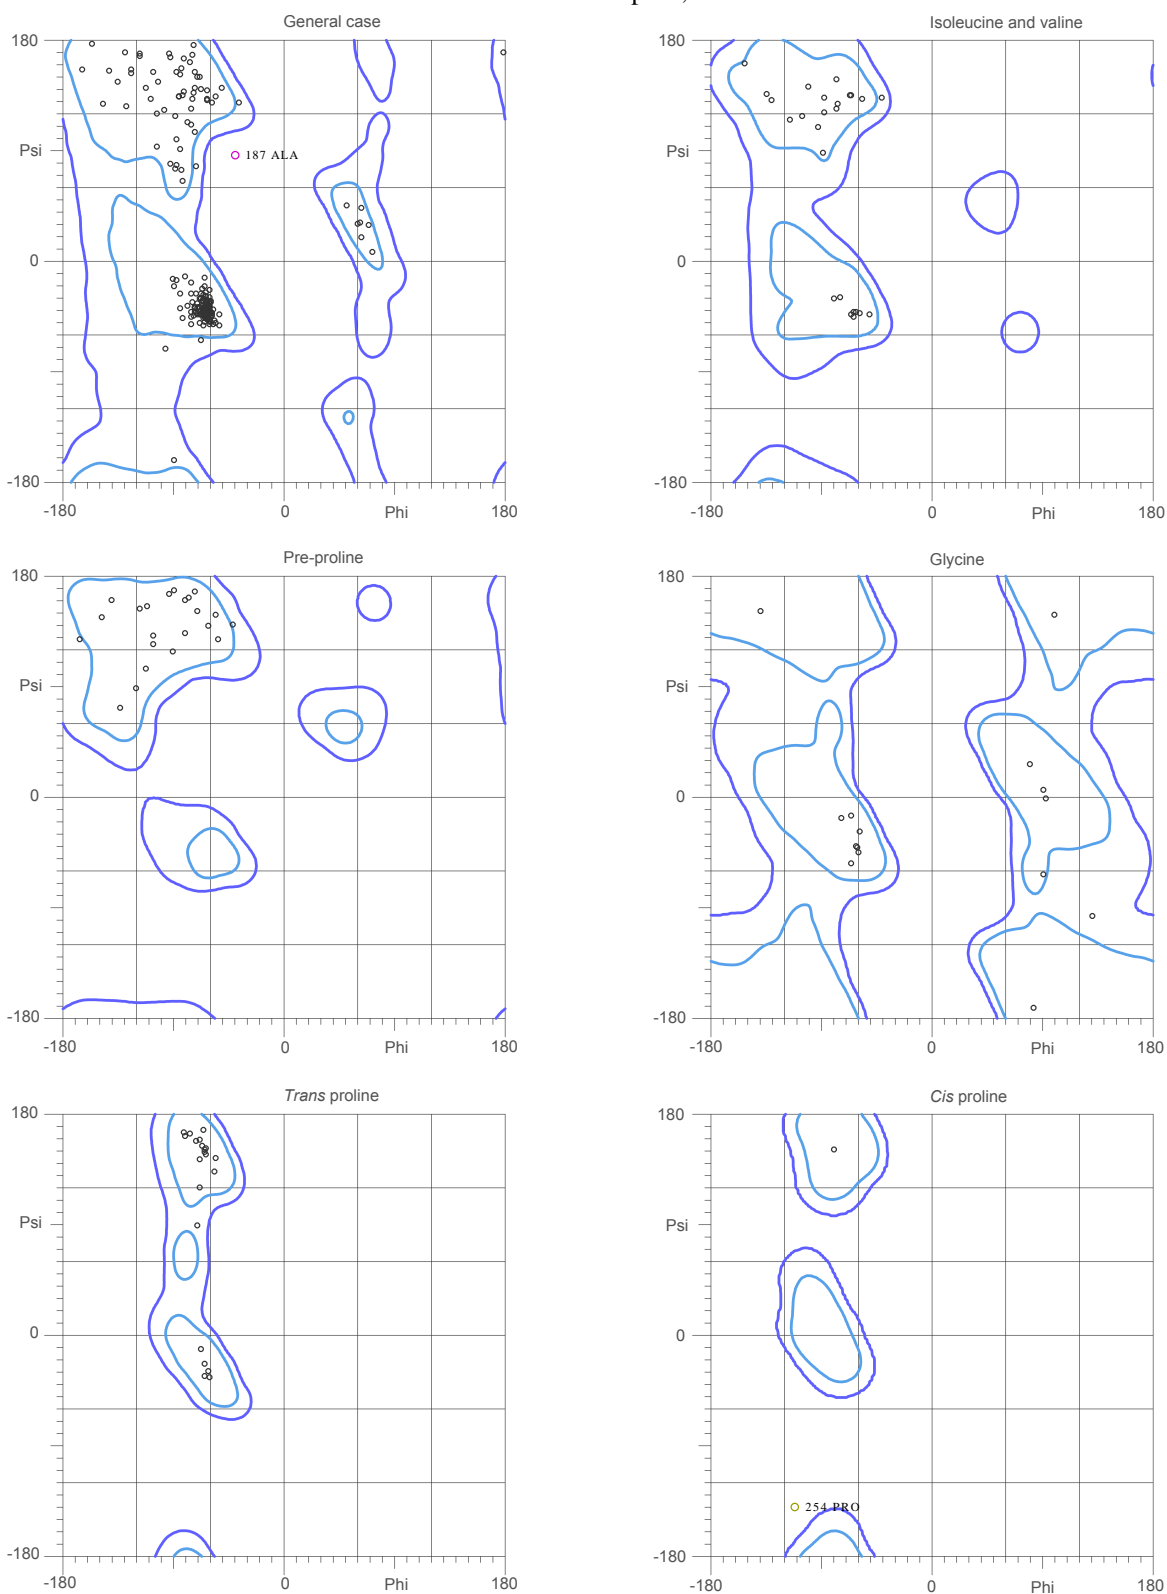 General case
180
Psi
0
-180
-180
0
Phi
180
187 ALA
Isoleucine and valine
180
Psi
0
-180
-180
0
Phi
180
Pre-proline
180
Psi
0
-180
-180
0
Phi
180
Glycine
180
Psi
0
-180
-180
0
Phi
180
Trans proline
180
Psi
0
-180
-180
0
Phi
180
Cis proline
180
Psi
0
-180
254 PRO
-180
0
Phi
180